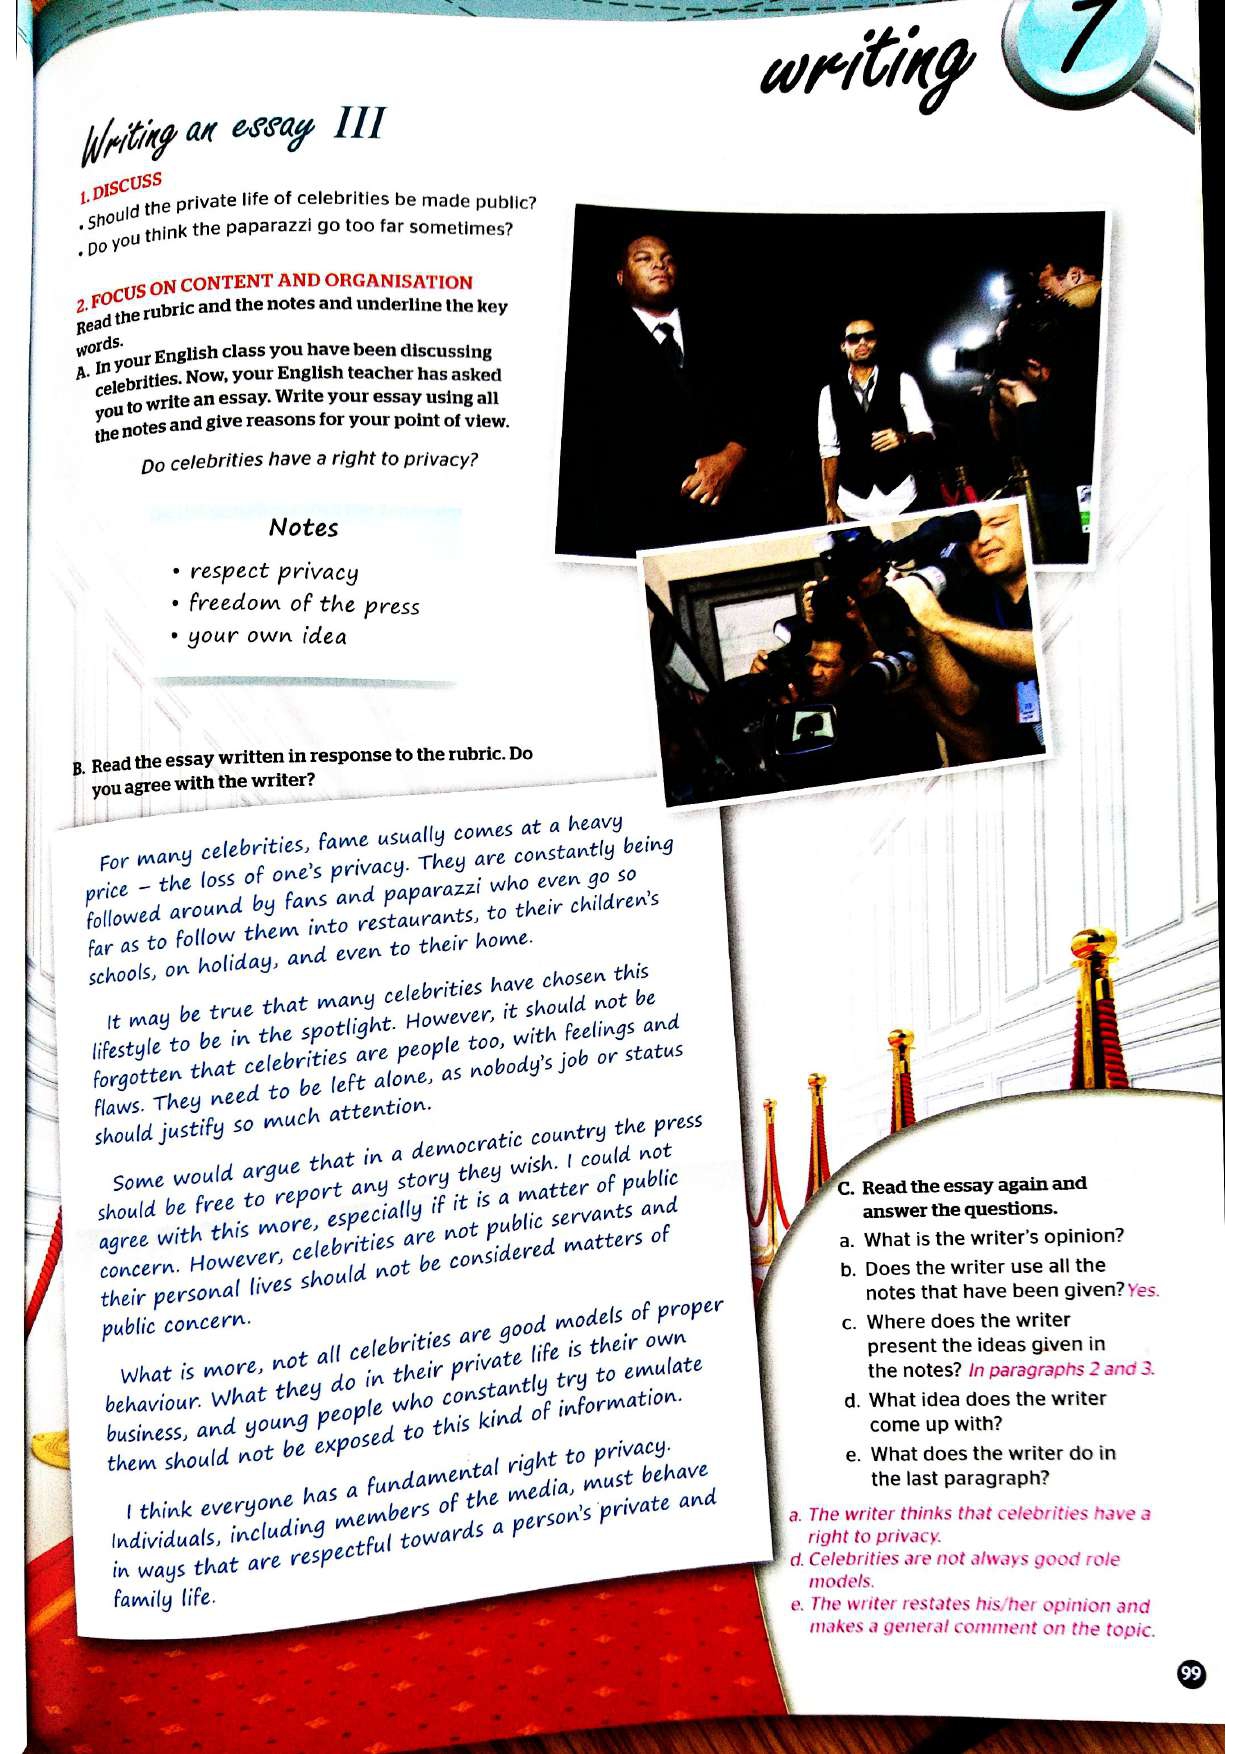 writing 7
Writing an essay III
1. DISCUSS
• Should the private life of celebrities be made public?
• Do you think the paparazzi go too far sometimes?
2. FOCUS ON CONTENT AND ORGANISATION
Read the rubric and the notes and underline the key
words.
A. In your English class you have been discussing
celebrities. Now, your English teacher has asked
you to write an essay. Write your essay using all
the notes and give reasons for your point of view.
Do celebrities have a right to privacy?
Notes
• respect privacy
• freedom of the press
• your own idea
B. Read the essay written in response to the rubric. Do
you agree with the writer?
For many celebrities, fame usually comes at a heavy
price – the loss of one's privacy. They are constantly being
followed around by fans and paparazzi who even go so
far as to follow them into restaurants, to their children's
schools, on holiday, and even to their home.
It may be true that many celebrities have chosen this
lifestyle to be in the spotlight. However, it should not be
forgotten that celebrities are people too, with feelings and
flaws. They need to be left alone, as nobody's job or status
should justify so much attention.
Some would argue that in a democratic country the press
should be free to report any story they wish. I could not
agree with this more, especially if it is a matter of public
concern. However, celebrities are not public servants and
their personal lives should not be considered matters of
public concern.
What is more, not all celebrities are good models of proper
behaviour. What they do in their private life is their own
business, and young people who constantly try to emulate
them should not be exposed to this kind of information.
I think everyone has a fundamental right to privacy.
Individuals, including members of the media, must behave
in ways that are respectful towards a person's private and
family life.
C. Read the essay again and
answer the questions.
a. What is the writer's opinion?
b. Does the writer use all the
notes that have been given? Yes.
c. Where does the writer
present the ideas given in
the notes? In paragraphs 2 and 3.
d. What idea does the writer
come up with?
e. What does the writer do in
the last paragraph?
a. The writer thinks that celebrities have a
right to privacy.
d. Celebrities are not always good role
models.
e. The writer restates his/her opinion and
makes a general comment on the topic.
99